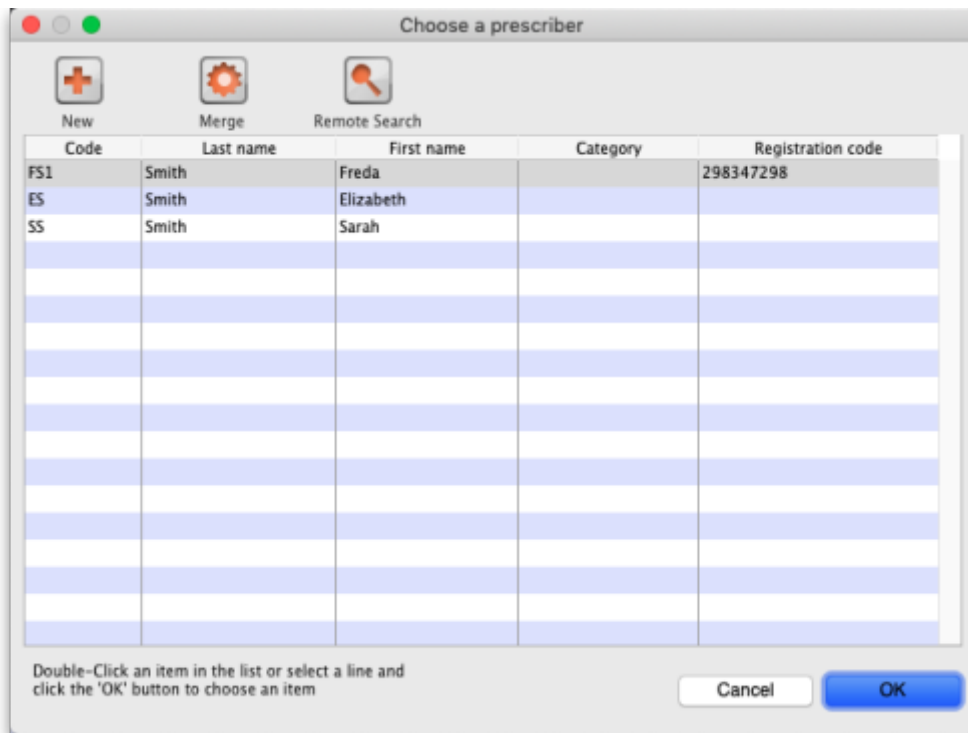 Choose a prescriber
New Merge Remote Search
Code Last name First name Category Registration code
FS1 Smith Freda 298347298
ES Smith Elizabeth
SS Smith Sarah
Double-Click an item in the list or select a line and
click the 'OK' button to choose an item
Cancel OK